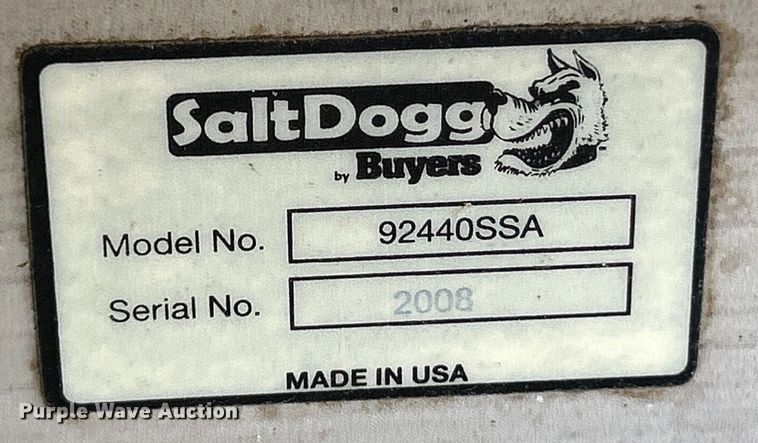 SaltDogg
by Buyers
Model No. 92440SSA
Serial No. 2008
MADE IN USA
Purple Wave Auction